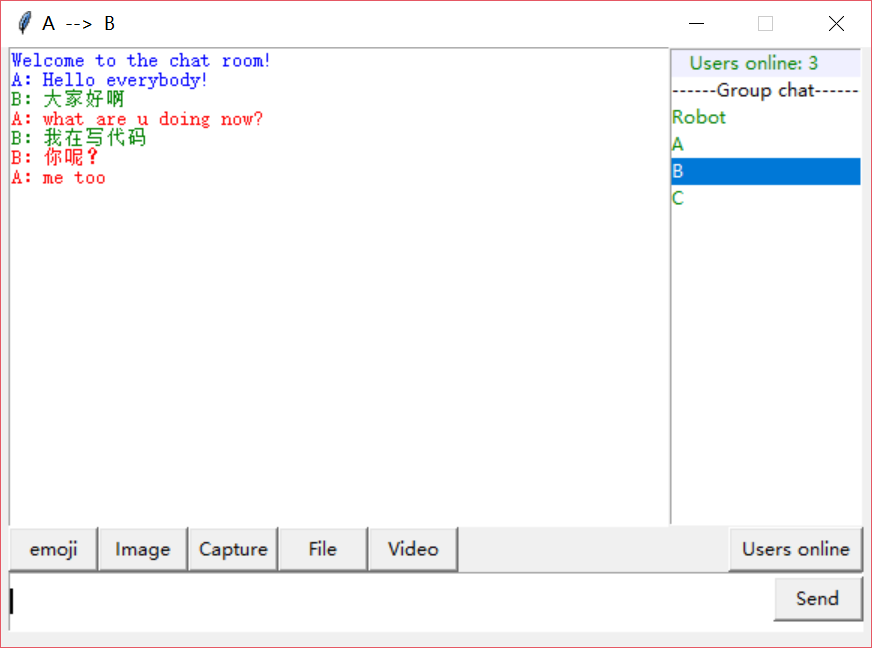 A --> B
Welcome to the chat room!
A: Hello everybody!
B: 大家好啊
A: what are u doing now?
B: 我在写代码
B: 你呢？
A: me too
Users online: 3
------Group chat------
Robot
A
B
C
emoji
Image
Capture
File
Video
Users online
Send